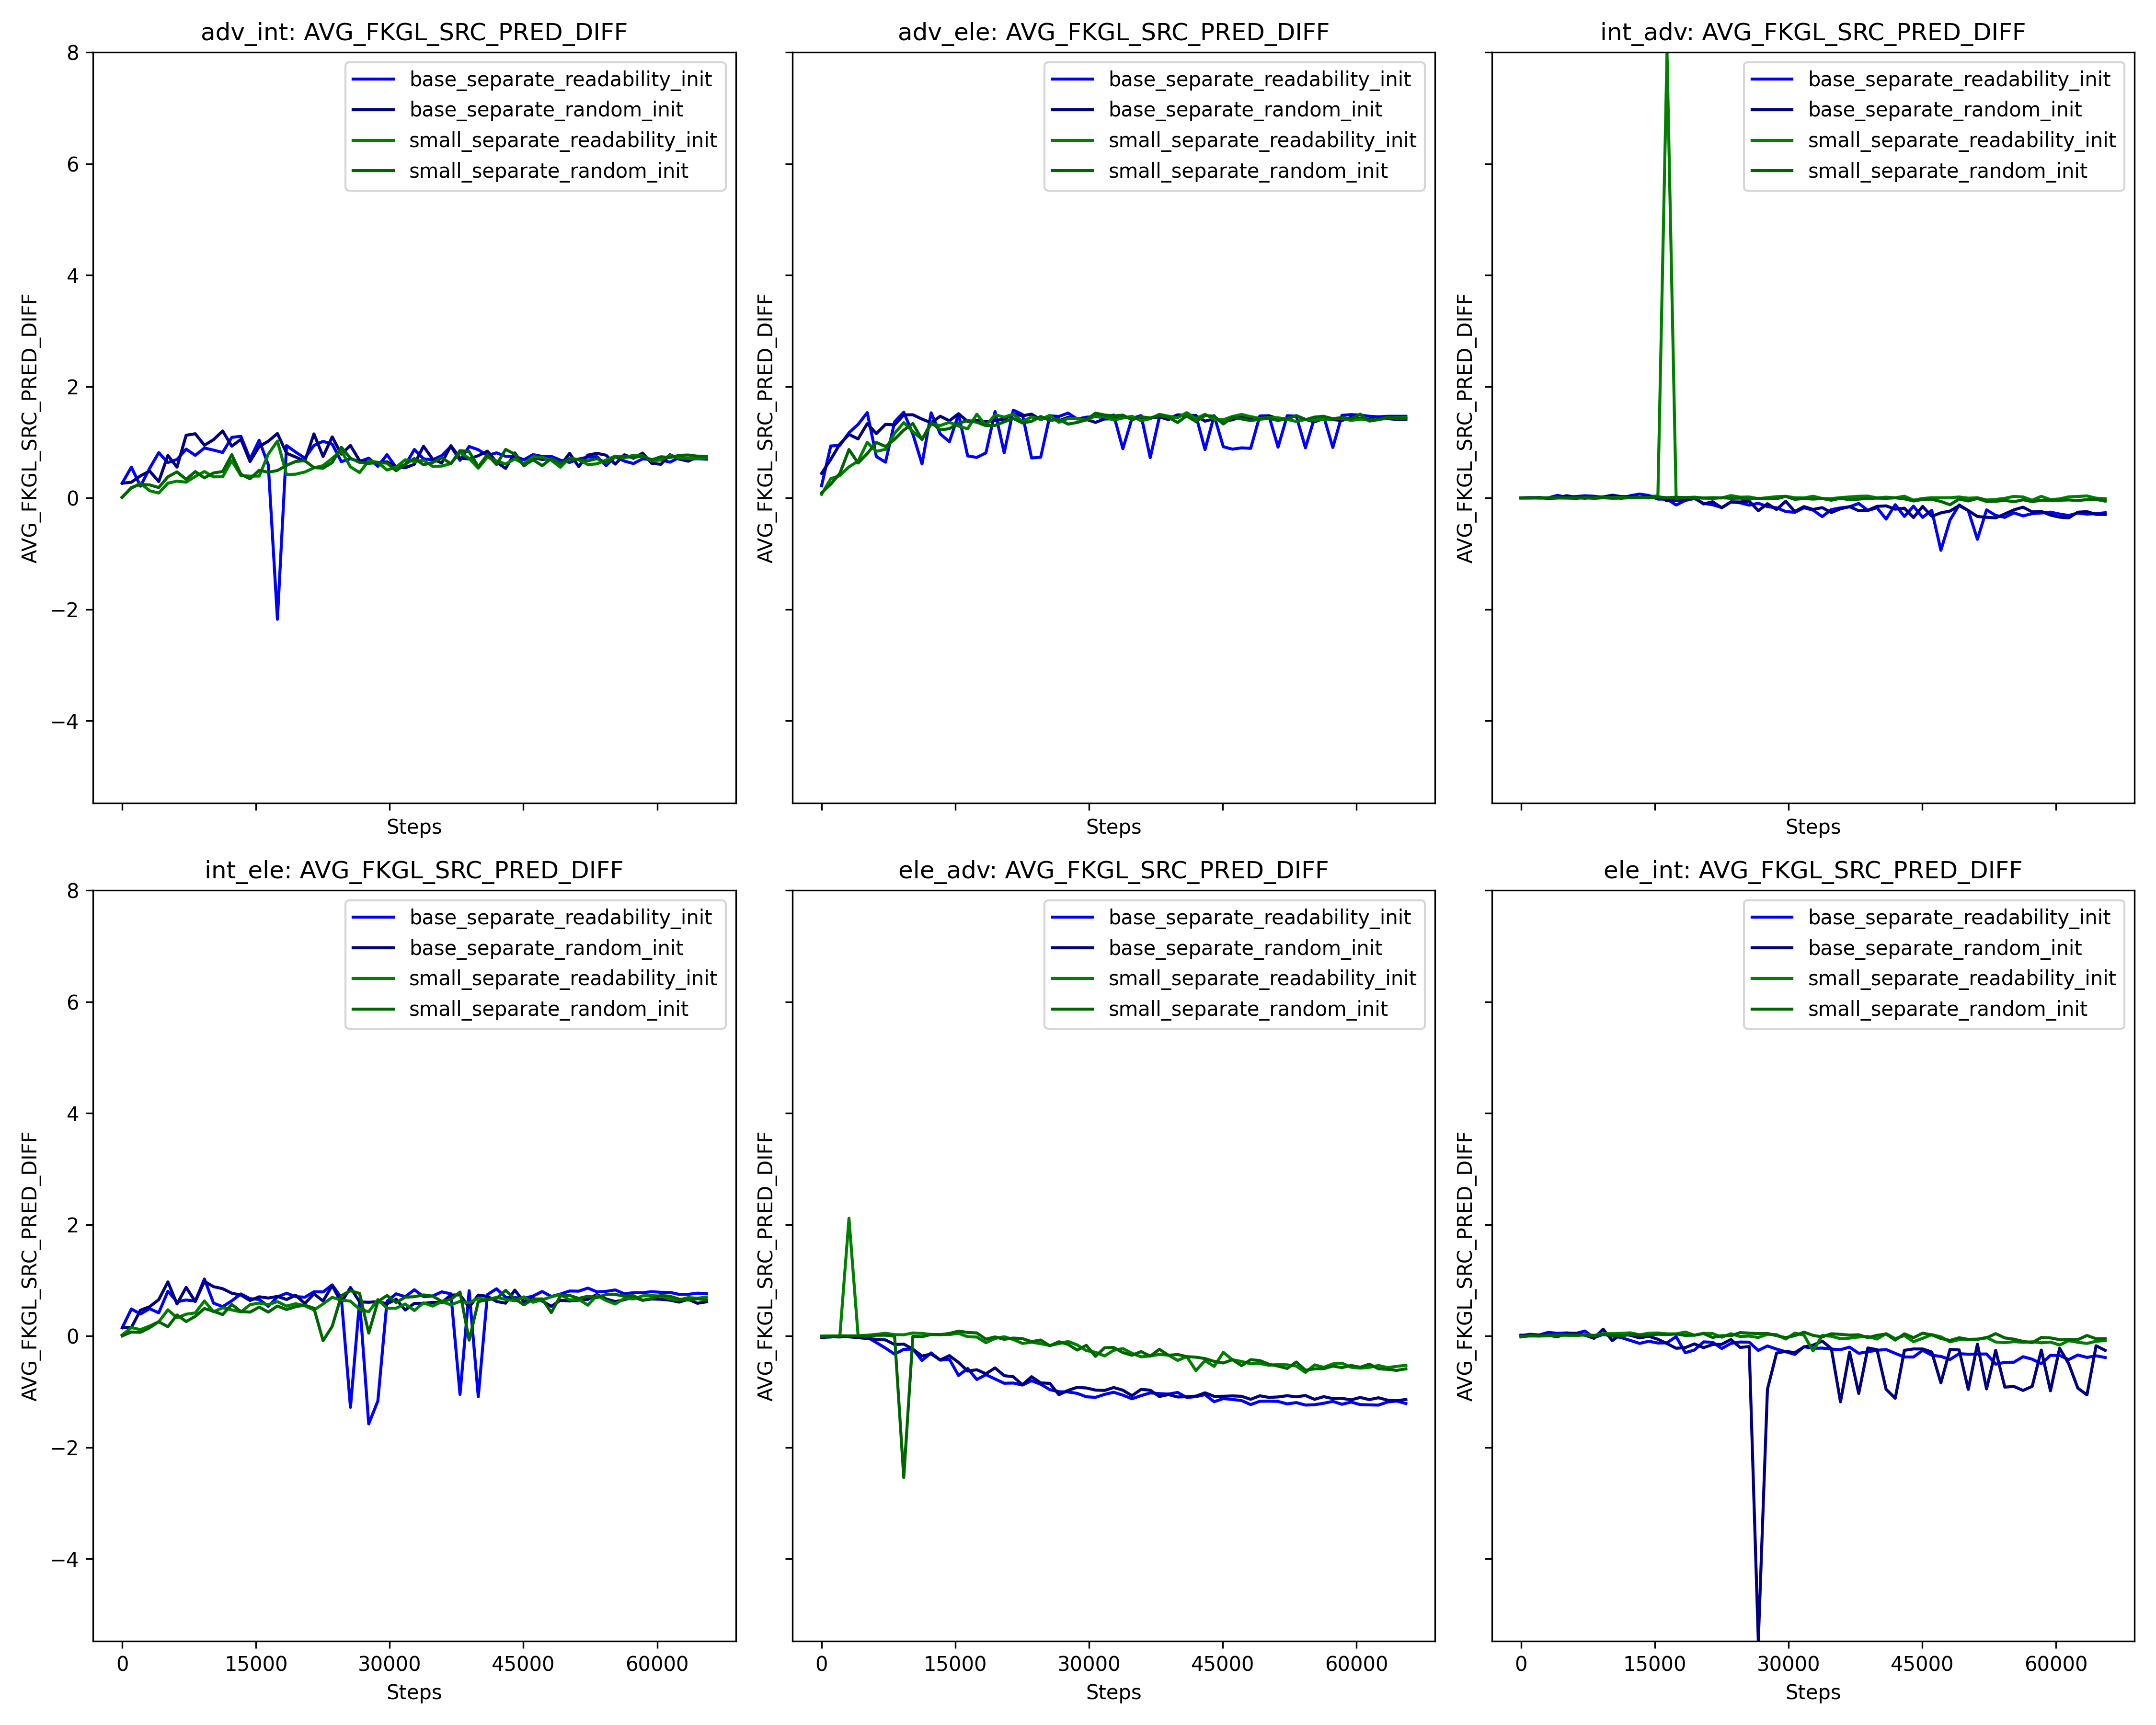 adv_int: AVG_FKGL_SRC_PRED_DIFF
AVG_FKGL_SRC_PRED_DIFF
8
6
4
2
0
−2
−4
base_separate_readability_init
base_separate_random_init
small_separate_readability_init
small_separate_random_init
Steps
adv_ele: AVG_FKGL_SRC_PRED_DIFF
AVG_FKGL_SRC_PRED_DIFF
base_separate_readability_init
base_separate_random_init
small_separate_readability_init
small_separate_random_init
Steps
int_adv: AVG_FKGL_SRC_PRED_DIFF
AVG_FKGL_SRC_PRED_DIFF
base_separate_readability_init
base_separate_random_init
small_separate_readability_init
small_separate_random_init
Steps
int_ele: AVG_FKGL_SRC_PRED_DIFF
AVG_FKGL_SRC_PRED_DIFF
8
6
4
2
0
−2
−4
base_separate_readability_init
base_separate_random_init
small_separate_readability_init
small_separate_random_init
0 15000 30000 45000 60000
Steps
ele_adv: AVG_FKGL_SRC_PRED_DIFF
AVG_FKGL_SRC_PRED_DIFF
base_separate_readability_init
base_separate_random_init
small_separate_readability_init
small_separate_random_init
0 15000 30000 45000 60000
Steps
ele_int: AVG_FKGL_SRC_PRED_DIFF
AVG_FKGL_SRC_PRED_DIFF
base_separate_readability_init
base_separate_random_init
small_separate_readability_init
small_separate_random_init
0 15000 30000 45000 60000
Steps